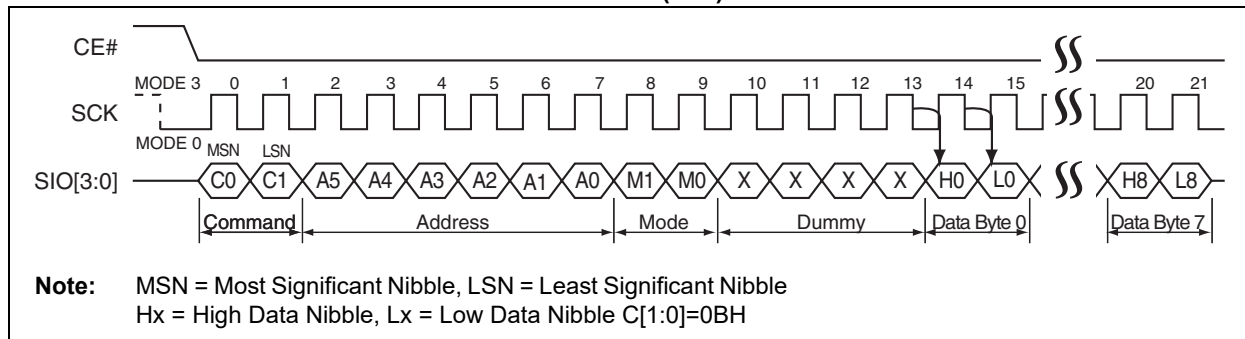 CE#
MODE 3 0 1 2 3 4 5 6 7 8 9 10 11 12 13 14 15 20 21
SCK
MODE 0 MSN LSN
SIO[3:0] C0 C1 A5 A4 A3 A2 A1 A0 M1 M0 X X X X H0 L0 H8 L8
Command Address Mode Dummy Data Byte 0 Data Byte 7
Note: MSN = Most Significant Nibble, LSN = Least Significant Nibble
Hx = High Data Nibble, Lx = Low Data Nibble C[1:0]=0BH